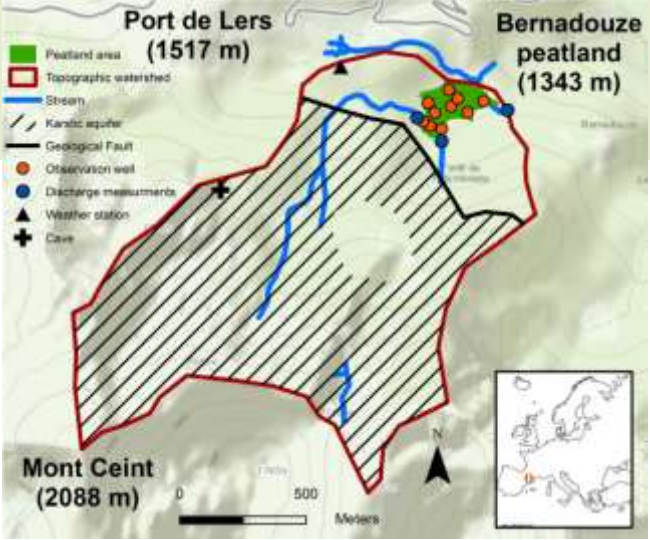 Port de Lers
(1517 m)
Bernadouze
peatland
(1343 m)
Peatland area
Topographic watershed
Stream
Karstic aquifer
Geological Fault
Observason well
Discharge measurments
Weather station
Cave
Mont Ceint
(2088 m)
N
0 500
Meters